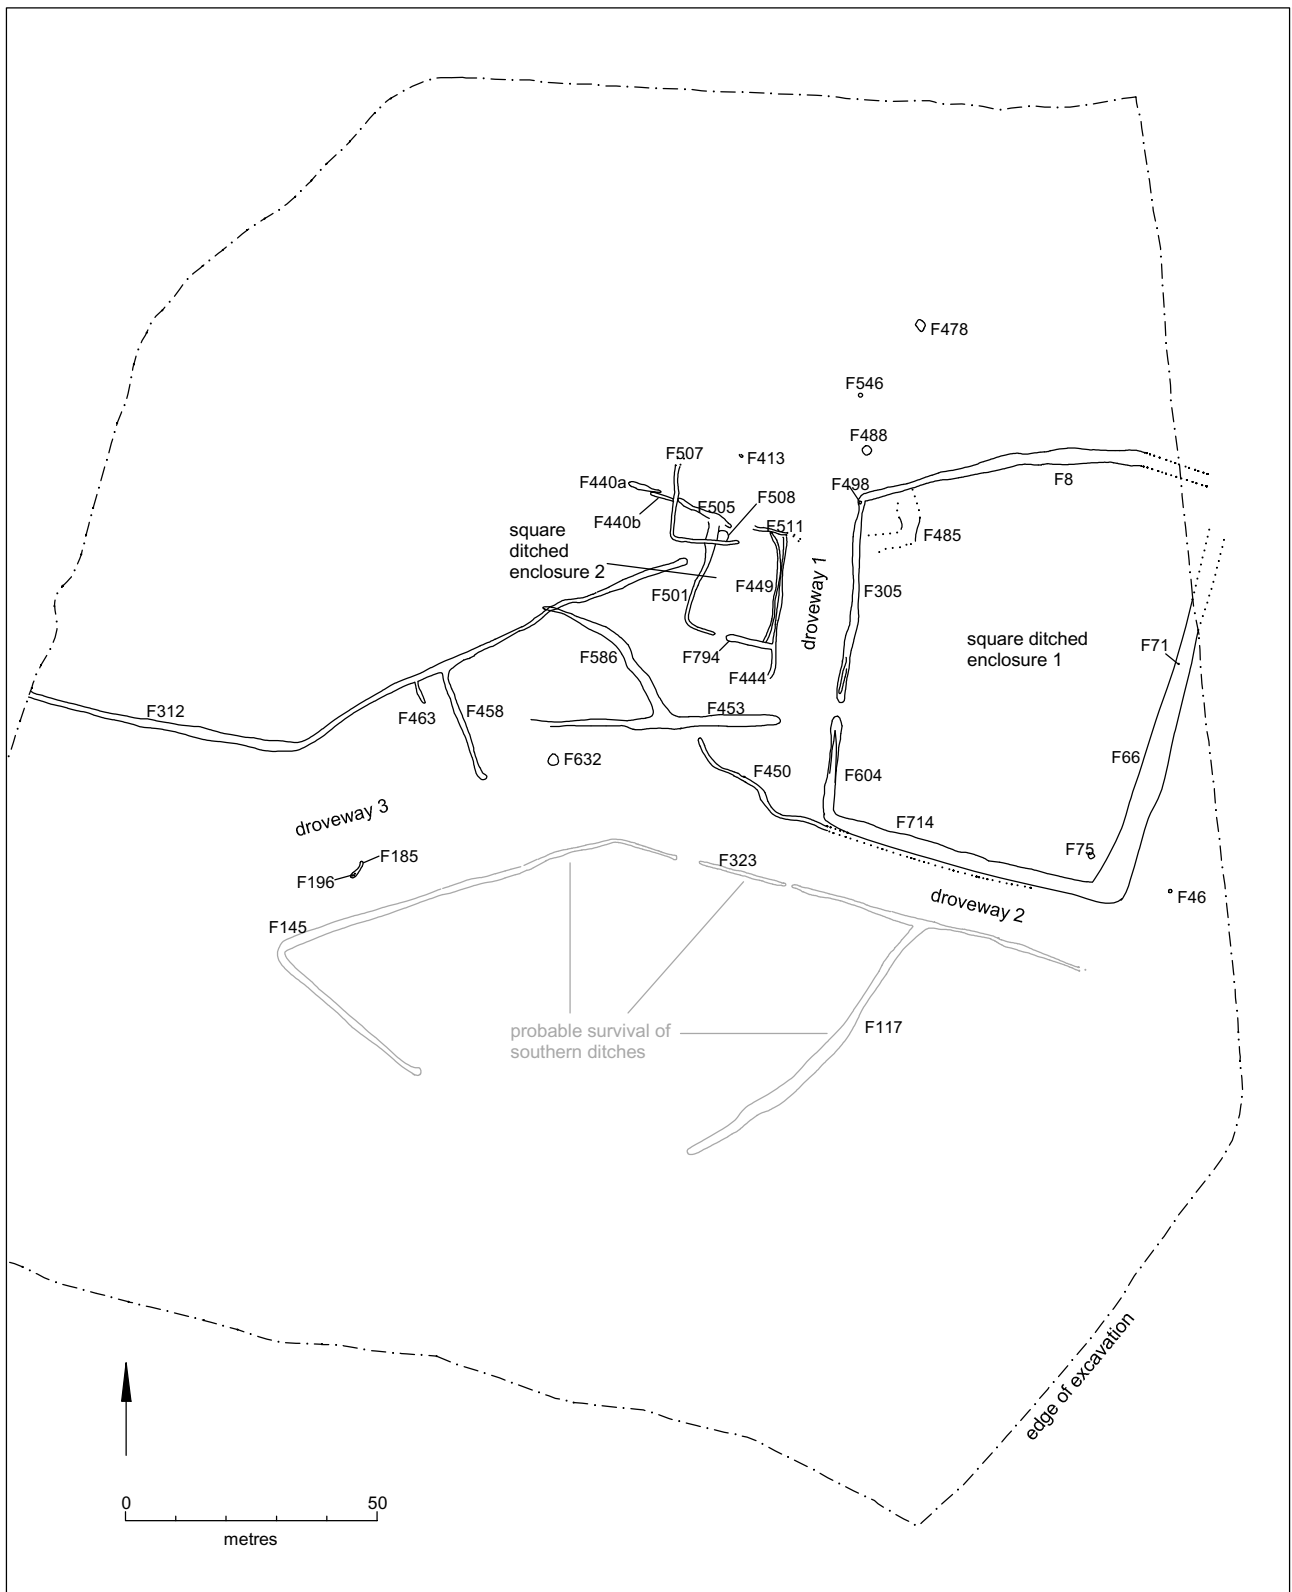 F478
F546
F488
F507
F413
F440a
F498
F8
F505
F508
F440b
F511
square
ditched
enclosure 2
F485
F501
F449
droveway 1
F305
square ditched
enclosure 1
F71
F586
F794
F444
F312
F463
F458
F453
F632
F450
F604
F66
droveway 3
F714
F185
F196
F323
F75
F46
droveway 2
F145
probable survival of
southern ditches
F117
edge of excavation
0 50
metres